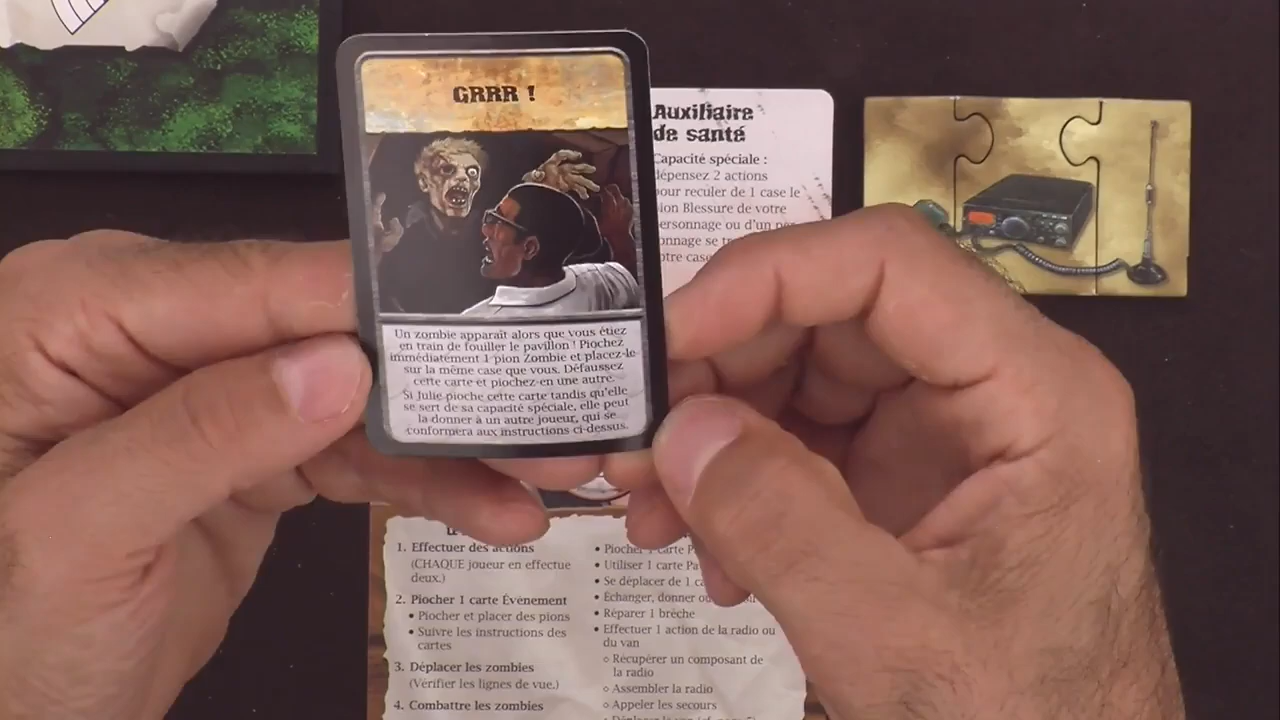 GRRR !
Un zombie apparaît alors que vous étiez
en train de fouiller le pavillon ! Piochez
immédiatement 1 pion Zombie et placez-le
sur la même case que vous. Défaussez
cette carte et piochez-en une autre.
Si Julie pioche cette carte tandis qu'elle
se sert de sa capacité spéciale, elle peut
la donner à un autre joueur, qui se
conformera aux instructions ci-dessus.
Auxiliaire
de santé
Capacité spéciale :
dépensez 2 actions
pour reculer de 1 case le
pion Blessure de votre
personnage ou d'un
1. Effectuer des actions
(CHAQUE joueur en effectue
deux.)
2. Piocher 1 carte Évènement
• Piocher et placer des pions
• Suivre les instructions des
cartes
3. Déplacer les zombies
(Vérifier les lignes de vue.)
4. Combattre les zombies
• Piocher 1 carte
• Utiliser 1 carte
• Se déplacer de 1
• Échanger, donner
• Réparer 1 brèche
• Effectuer 1 action de la radio ou
du van
◦ Récupérer un composant de
la radio
◦ Assembler la radio
◦ Appeler les secours